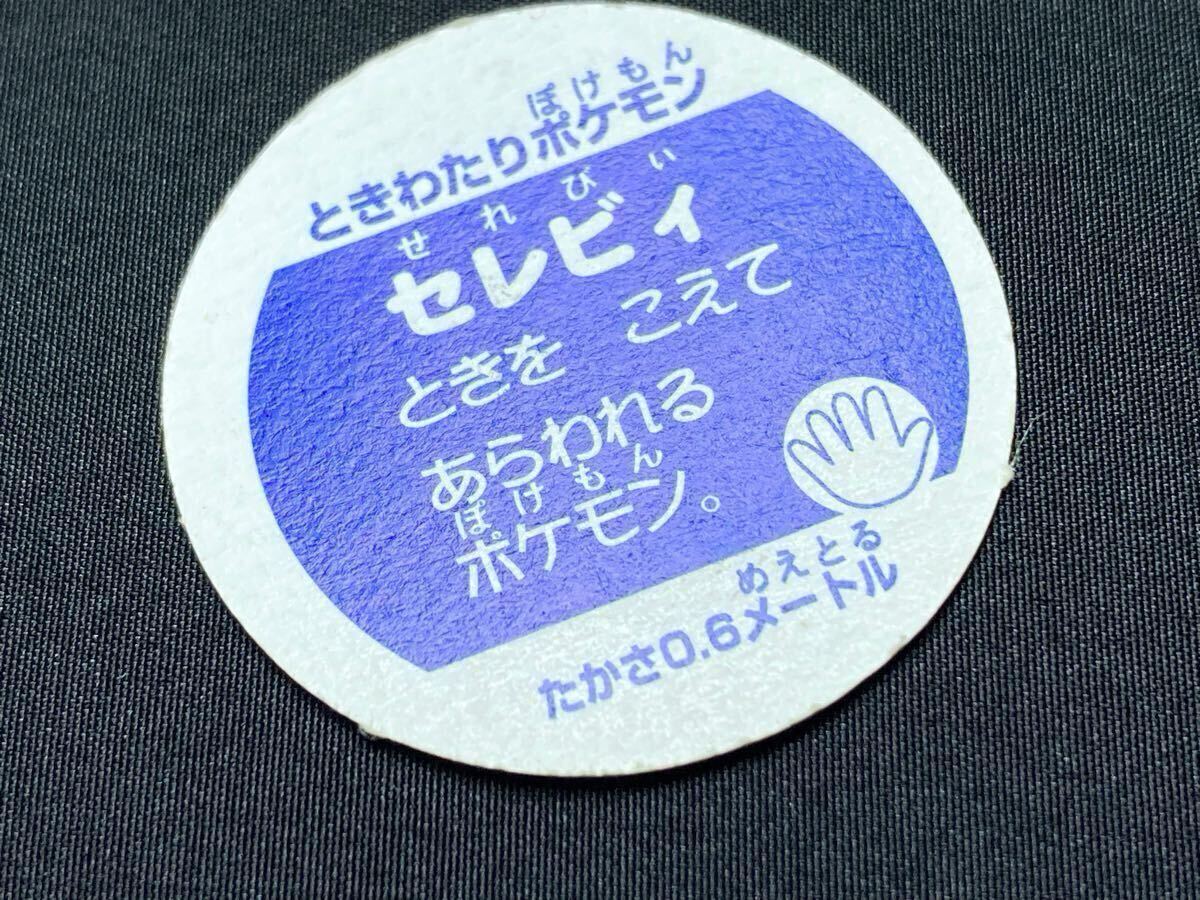 ぽけもん
ときわたりポケモン
せれびい
セレビィ
ときを こえて
あらわれる
ぽけもん
ポケモン。
めえとる
たかさ0.6メートル